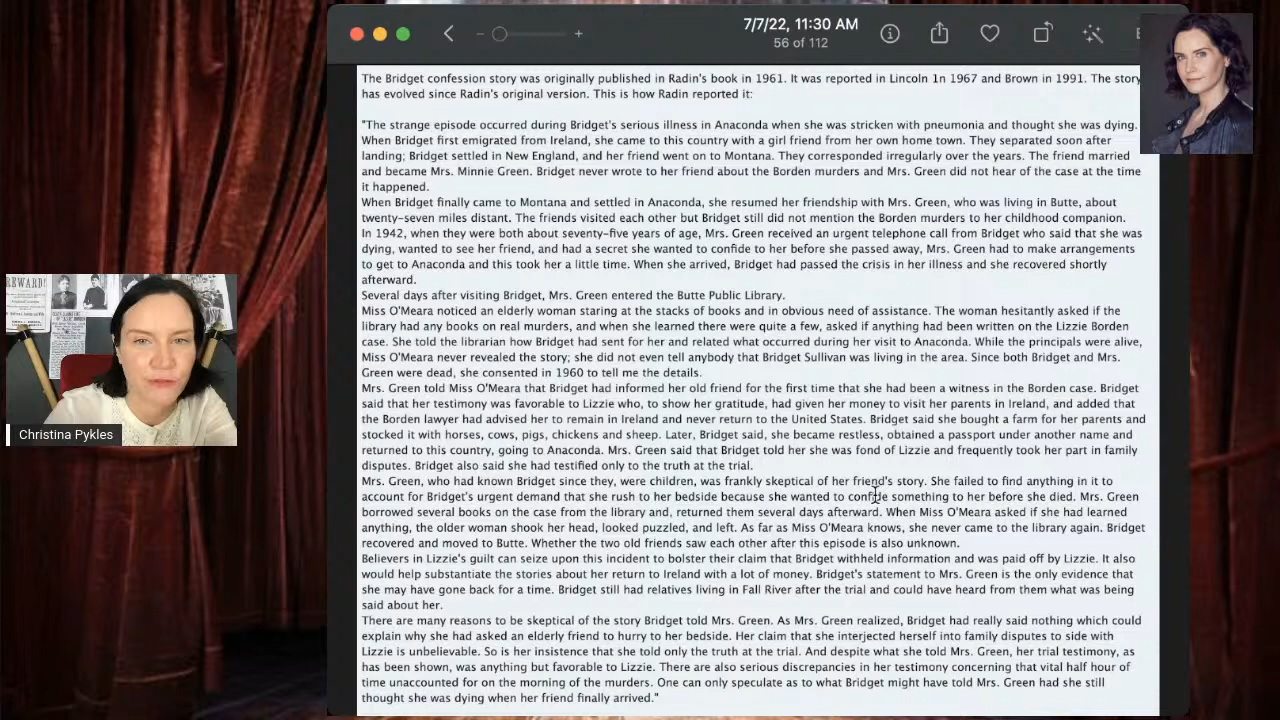 7/7/22, 11:30 AM
56 of 112
The Bridget confession story was originally published in Radin's book in 1961. It was reported in Lincoln 1n 1967 and Brown in 1991. The story
has evolved since Radin's original version. This is how Radin reported it:
"The strange episode occurred during Bridget's serious illness in Anaconda when she was stricken with pneumonia and thought she was dying.
When Bridget first emigrated from Ireland, she came to this country with a girl friend from her own home town. They separated soon after
landing; Bridget settled in New England, and her friend went on to Montana. They corresponded irregularly over the years. The friend married
and became Mrs. Minnie Green. Bridget never wrote to her friend about the Borden murders and Mrs. Green did not hear of the case at the time
it happened.
When Bridget finally came to Montana and settled in Anaconda, she resumed her friendship with Mrs. Green, who was living in Butte, about
twenty-seven miles distant. The friends visited each other but Bridget still did not mention the Borden murders to her childhood companion.
In 1942, when they were both about seventy-five years of age, Mrs. Green received an urgent telephone call from Bridget who said that she was
dying, wanted to see her friend, and had a secret she wanted to confide to her before she passed away, Mrs. Green had to make arrangements
to get to Anaconda and this took her a little time. When she arrived, Bridget had passed the crisis in her illness and she recovered shortly
afterward.
Several days after visiting Bridget, Mrs. Green entered the Butte Public Library.
Miss O'Meara noticed an elderly woman staring at the stacks of books and in obvious need of assistance. The woman hesitantly asked if the
library had any books on real murders, and when she learned there were quite a few, asked if anything had been written on the Lizzie Borden
case. She told the librarian how Bridget had sent for her and related what occurred during her visit to Anaconda. While the principals were alive,
Miss O'Meara never revealed the story; she did not even tell anybody that Bridget Sullivan was living in the area. Since both Bridget and Mrs.
Green were dead, she consented in 1960 to tell me the details.
Mrs. Green told Miss O'Meara that Bridget had informed her old friend for the first time that she had been a witness in the Borden case. Bridget
said that her testimony was favorable to Lizzie who, to show her gratitude, had given her money to visit her parents in Ireland, and added that
the Borden lawyer had advised her to remain in Ireland and never return to the United States. Bridget said she bought a farm for her parents and
stocked it with horses, cows, pigs, chickens and sheep. Later, Bridget said, she became restless, obtained a passport under another name and
returned to this country, going to Anaconda. Mrs. Green said that Bridget told her she was fond of Lizzie and frequently took her part in family
disputes. Bridget also said she had testified only to the truth at the trial.
Mrs. Green, who had known Bridget since they, were children, was frankly skeptical of her friend's story. She failed to find anything in it to
account for Bridget's urgent demand that she rush to her bedside because she wanted to confide something to her before she died. Mrs. Green
borrowed several books on the case from the library and, returned them several days afterward. When Miss O'Meara asked if she had learned
anything, the older woman shook her head, looked puzzled, and left. As far as Miss O'Meara knows, she never came to the library again. Bridget
recovered and moved to Butte. Whether the two old friends saw each other after this episode is also unknown.
Believers in Lizzie's guilt can seize upon this incident to bolster their claim that Bridget withheld information and was paid off by Lizzie. It also
would help substantiate the stories about her return to Ireland with a lot of money. Bridget's statement to Mrs. Green is the only evidence that
she may have gone back for a time. Bridget still had relatives living in Fall River after the trial and could have heard from them what was being
said about her.
There are many reasons to be skeptical of the story Bridget told Mrs. Green. As Mrs. Green realized, Bridget had really said nothing which could
explain why she had asked an elderly friend to hurry to her bedside. Her claim that she interjected herself into family disputes to side with
Lizzie is unbelievable. So is her insistence that she told only the truth at the trial. And despite what she told Mrs. Green, her trial testimony, as
has been shown, was anything but favorable to Lizzie. There are also serious discrepancies in her testimony concerning that vital half hour of
time unaccounted for on the morning of the murders. One can only speculate as to what Bridget might have told Mrs. Green had she still
thought she was dying when her friend finally arrived."
REWARD!
Christina Pykles